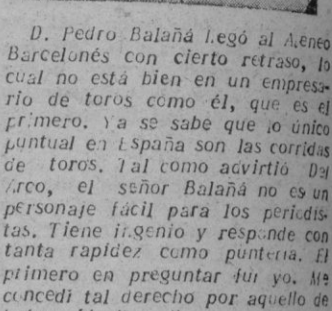 D. Pedro Balañá llegó al Ateneo
Barcelonés con cierto retraso, lo
cual no está bien en un empresa-
rio de toros como él, que es el
primero. Ya se sabe que lo único
puntual en España son las corridas
de toros. Tal como advirtió Del
Arco, el señor Balañá no es un
personaje fácil para los periodis-
tas. Tiene ingenio y responde con
tanta rapidez como puntería. El
primero en preguntar fui yo. Me
concedí tal derecho por aquello de